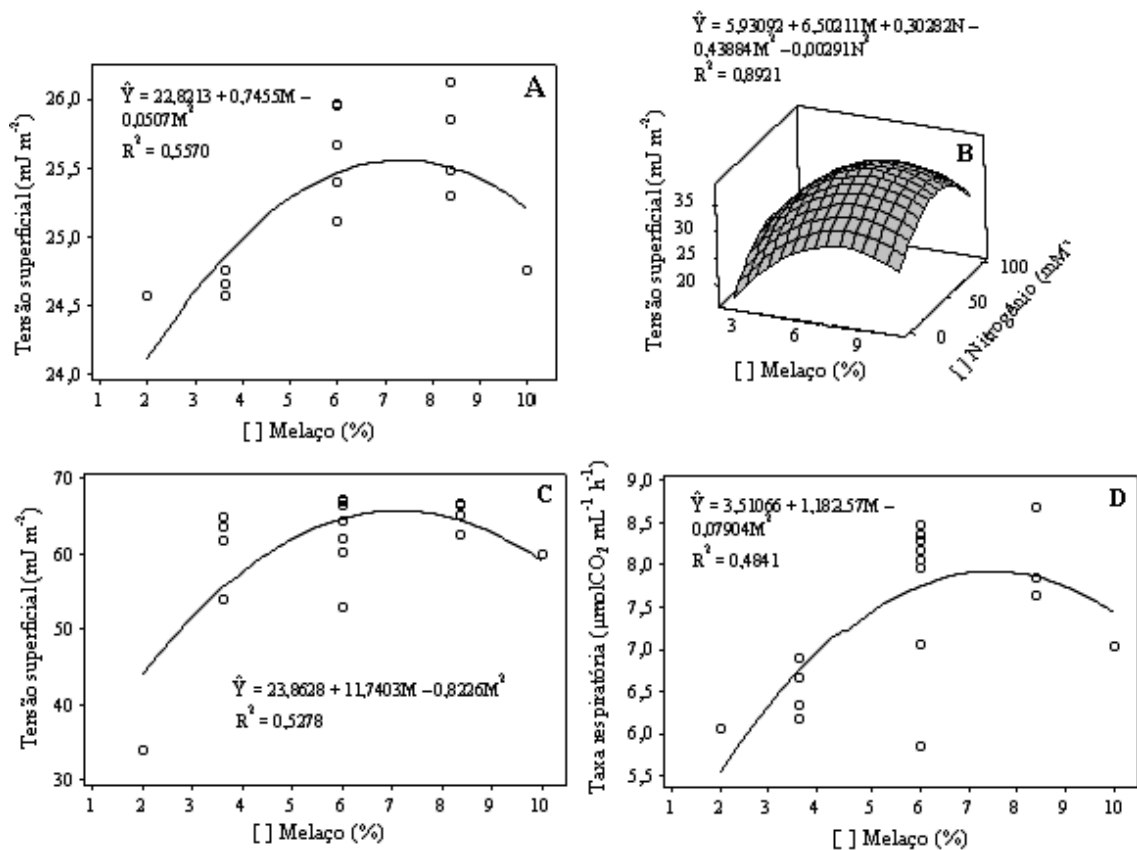 Ŷ = 22,8213 + 0,7455M –
0,0507M²
R² = 0,5570
A
Tensão superficial (mJ m⁻²)
26,0
25,5
25,0
24,5
24,0
1 2 3 4 5 6 7 8 9 10
[ ] Melaço (%)
Ŷ = 5,93092 + 6,50211M + 0,30282N –
0,43884M² – 0,00291N²
R² = 0,8921
B
Tensão superficial (mJ m⁻²)
35
30
25
20
3 6 9
[ ] Melaço (%)
0 50 100
[ ] Nitrogênio (mM
C
Tensão superficial (mJ m⁻²)
70
60
50
40
30
Ŷ = 23,8628 + 11,7403M – 0,8226M²
R² = 0,5278
1 2 3 4 5 6 7 8 9 10
[ ] Melaço (%)
Ŷ = 3,51066 + 1,18257M –
0,07904M²
R² = 0,4841
D
Taxa respiratória (µmolCO₂ mL⁻¹ h⁻¹)
9,0
8,5
8,0
7,5
7,0
6,5
6,0
5,5
1 2 3 4 5 6 7 8 9 10
[ ] Melaço (%)